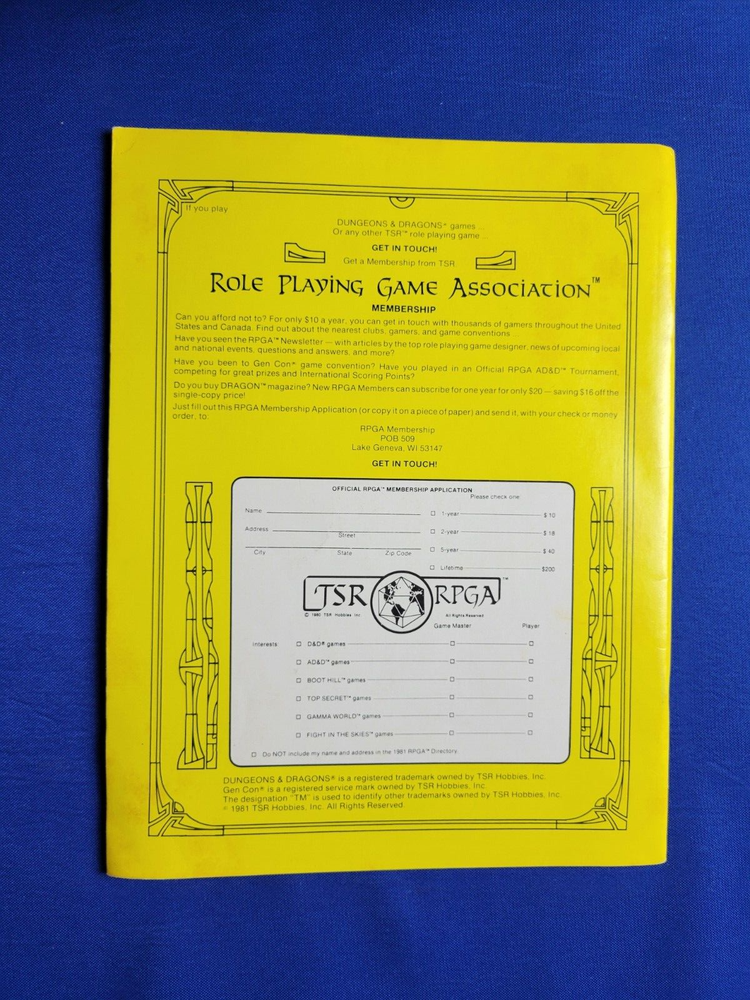 If you play
DUNGEONS & DRAGONS® games ...
Or any other TSR™ role playing game ...
GET IN TOUCH!
Get a Membership from TSR
ROLE PLAYING GAME ASSOCIATION™
MEMBERSHIP
Can you afford not to? For only $10 a year, you can get in touch with thousands of gamers throughout the United
States and Canada. Find out about the nearest clubs, gamers, and game conventions.
Have you seen the RPGA™ Newsletter — with articles by the top role playing game designer, news of upcoming local
and national events, questions and answers, and more?
Have you been to Gen Con® game convention? Have you played in an Official RPGA AD&D™ Tournament,
competing for great prizes and International Scoring Points?
Do you buy DRAGON™ magazine? New RPGA Members can subscribe for one year for only $20 — saving $16 off the
single-copy price!
Just fill out this RPGA Membership Application (or copy it on a piece of paper) and send it, with your check or money
order, to:
RPGA Membership
POB 509
Lake Geneva, WI 53147
GET IN TOUCH!
OFFICIAL RPGA™ MEMBERSHIP APPLICATION
Please check one:
Name
1-year $10
Address
Street
2-year $18
City State Zip Code
5-year $40
Lifetime $200
TSR RPGA™
© 1980 TSR Hobbies Inc. All Rights Reserved
Game Master Player
Interests: D&D® games
AD&D™ games
BOOT HILL™ games
TOP SECRET™ games
GAMMA WORLD™ games
FIGHT IN THE SKIES™ games
Do NOT include my name and address in the 1981 RPGA™ Directory.
DUNGEONS & DRAGONS® is a registered trademark owned by TSR Hobbies, Inc.
Gen Con® is a registered service mark owned by TSR Hobbies, Inc.
The designation "TM" is used to identify other trademarks owned by TSR Hobbies, Inc.
© 1981 TSR Hobbies, Inc. All Rights Reserved.